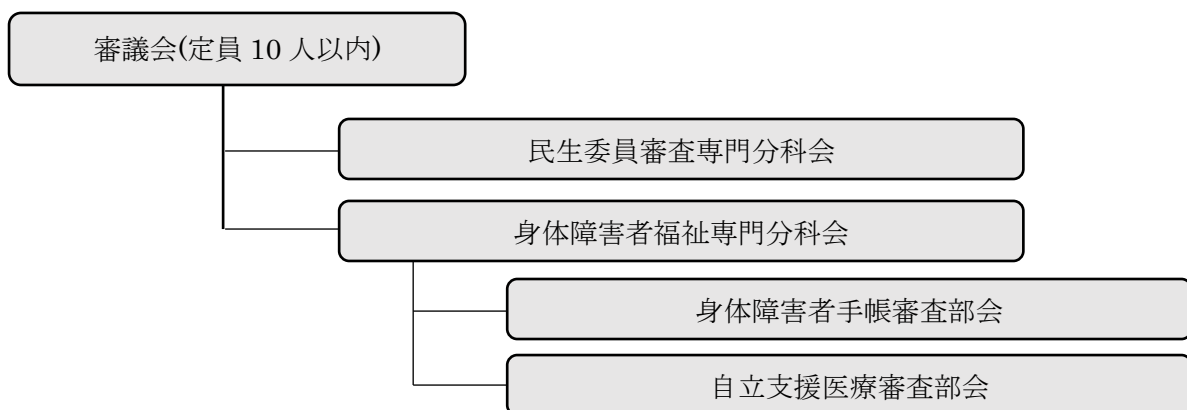 審議会(定員 10 人以内)
民生委員審査専門分科会
身体障害者福祉専門分科会
身体障害者手帳審査部会
自立支援医療審査部会